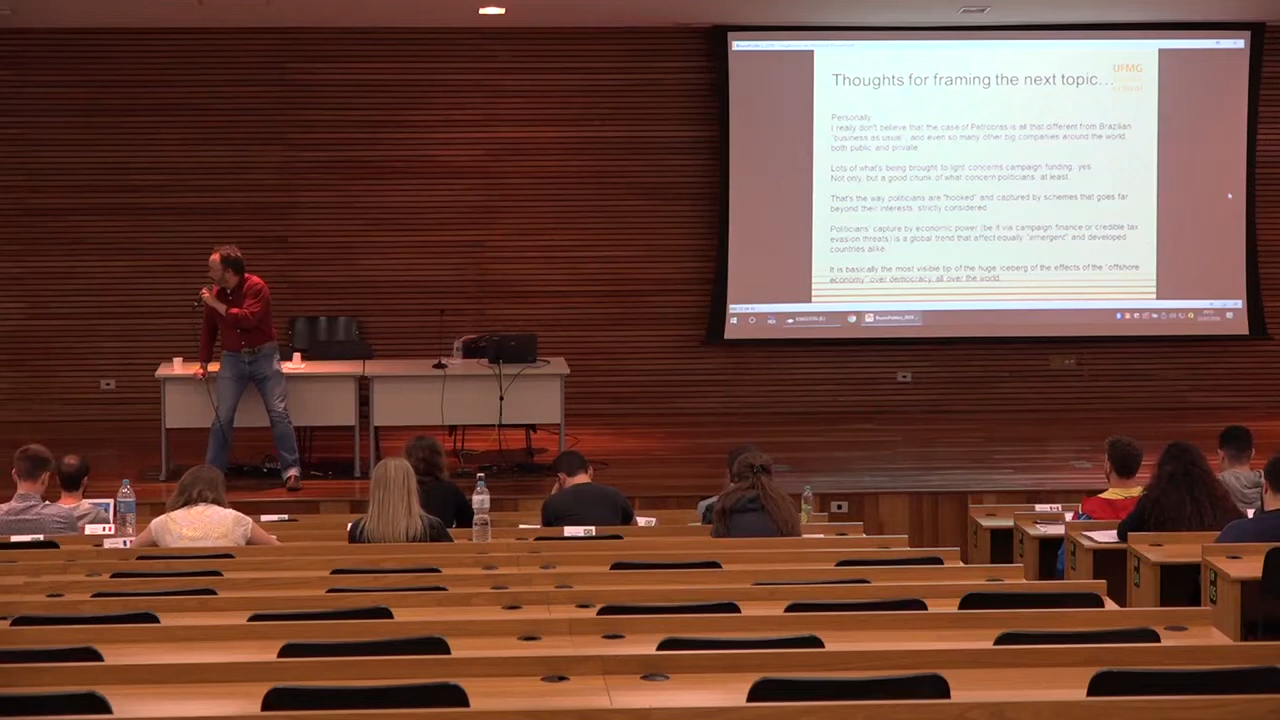 Thoughts for framing the next topic…
UFMG
school
Personally
I really don't believe that the case of Petrobras is all that different from Brazilian
"business as usual", and even so many other big companies around the world,
both public and private
Lots of what's being brought to light concerns campaign funding, yes
Not only, but a good chunk of what concern politicians, at least.
That's the way politicians are "hooked" and captured by schemes that goes far
beyond their interests, strictly considered
Politicians' capture by economic power (be it via campaign finance or credible tax
evasion threats) is a global trend that affect equally "emergent" and developed
countries alike
It is basically the most visible tip of the huge iceberg of the effects of the "offshore
economy" over democracy, all over the world.